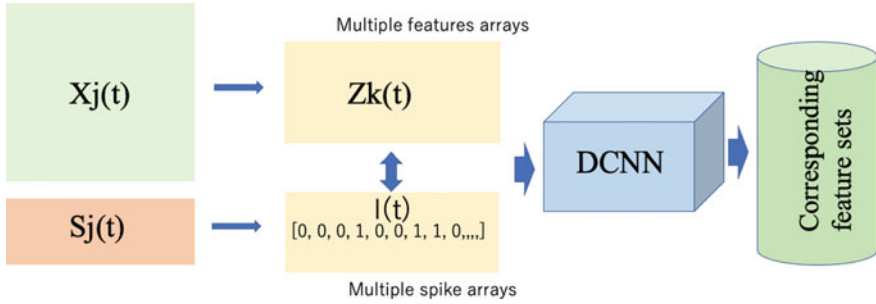 Multiple features arrays
Xj(t)
Zk(t)
DCNN
Corresponding
feature sets
Sj(t)
I(t)
[0, 0, 0, 1, 0, 0, 1, 1, 0,,,,]
Multiple spike arrays